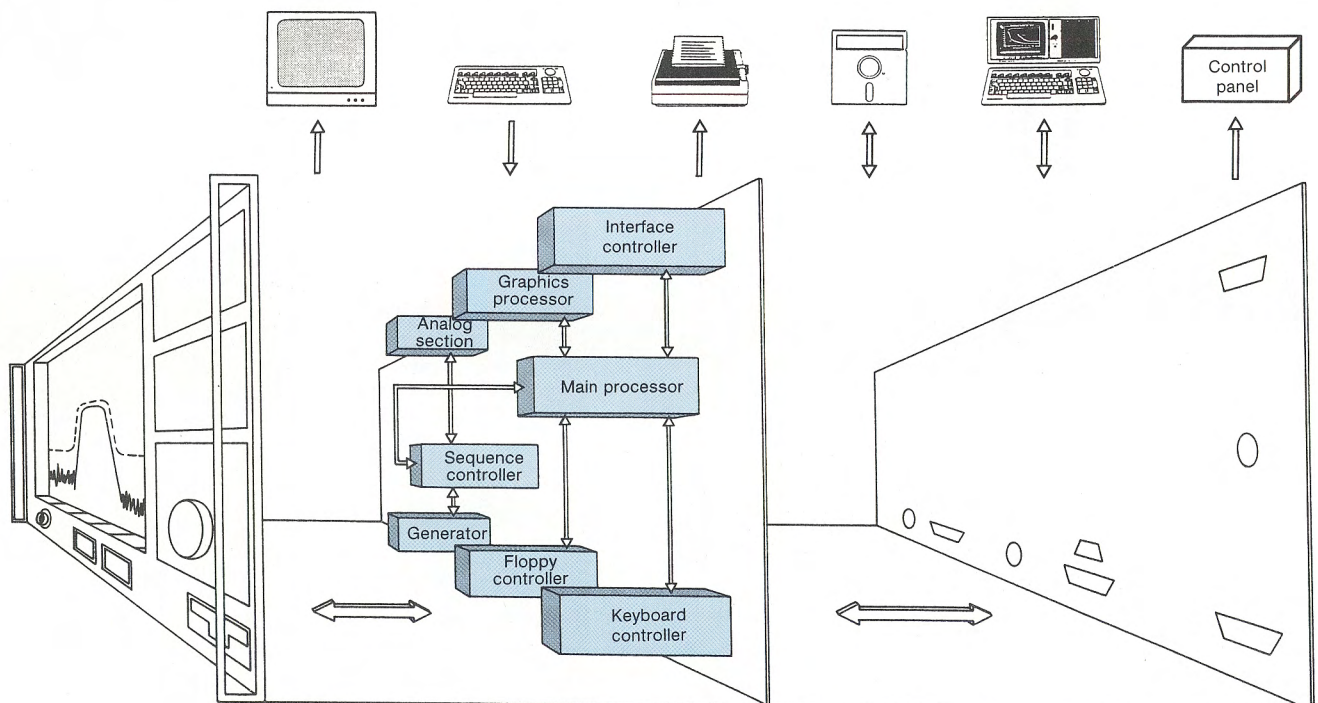 Control
panel
Interface
controller
Graphics
processor
Analog
section
Main processor
Sequence
controller
Generator
Floppy
controller
Keyboard
controller